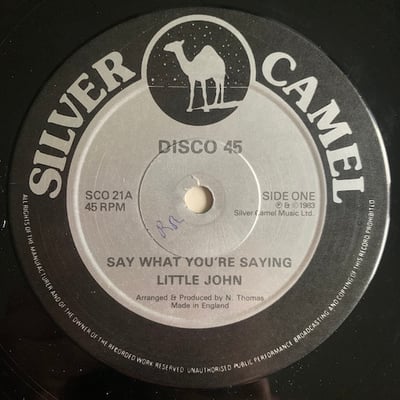 SILVER CAMEL
DISCO 45
SCO 21A
45 RPM
SIDE ONE
℗ & © 1983
Silver Camel Music Ltd.
SAY WHAT YOU'RE SAYING
LITTLE JOHN
Arranged & Produced by N. Thomas
Made in England
ALL RIGHTS OF THE MANUFACTURER AND OF THE OWNER OF THE RECORDED WORK RESERVED. UNAUTHORISED PUBLIC PERFORMANCE BROADCASTING AND COPYING OF THIS RECORD PROHIBITED